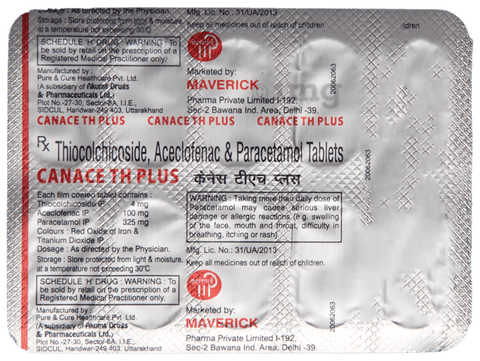 Dosage : As directed by the Physician.
Storage : Store protected from light & moisture,
at a temperature not exceeding 30°C
Mfg. Lic. No.: 31/UA/2013
Keep all medicines out of reach of children.
SCHEDULE 'H' DRUG : WARNING : To
be sold by retail on the prescription of a
Registered Medical Practitioner only.
Manufactured by :
Pure & Cure Healthcare Pvt. Ltd.
(A subsidiary of Akums Drugs
& Pharmaceuticals Ltd.)
Plot No.-27-30, Sector-8A, I.I.E.,
SIDCUL, Haridwar-249 403, Uttarakhand
Marketed by:
MAVERICK
Pharma Private Limited I-192,
Sec-2 Bawana Ind. Area, Delhi -39.
20062063
CANACE TH PLUS CANACE TH PLUS CANACE TH PLUS
Rx Thiocolchicoside, Aceclofenac & Paracetamol Tablets
CANACE TH PLUS केनेस टीएच प्लस
20062063
Each film coated tablet contains :
Thiocolchicoside IP 4 mg
Aceclofenac IP 100 mg
Paracetamol IP 325 mg
Colours : Red Oxide of Iron &
Titanium Dioxide IP
Dosage : As directed by the Physician.
Storage : Store protected from light & moisture,
at a temperature not exceeding 30°C
WARNING : Taking more than daily dose of
Paracetamol may cause serious liver
damage or allergic reactions (e.g. swelling
of the face, mouth and throat, difficulty in
breathing, itching or rash).
Mfg. Lic. No.: 31/UA/2013
Keep all medicines out of reach of children.
SCHEDULE 'H' DRUG : WARNING : To
be sold by retail on the prescription of a
Registered Medical Practitioner only.
Manufactured by :
Pure & Cure Healthcare Pvt. Ltd.
(A subsidiary of Akums Drugs
& Pharmaceuticals Ltd.)
Plot No.-27-30, Sector-8A, I.I.E.,
SIDCUL, Haridwar-249 403, Uttarakhand
Marketed by:
MAVERICK
Pharma Private Limited I-192,
Sec-2 Bawana Ind. Area, Delhi -39.